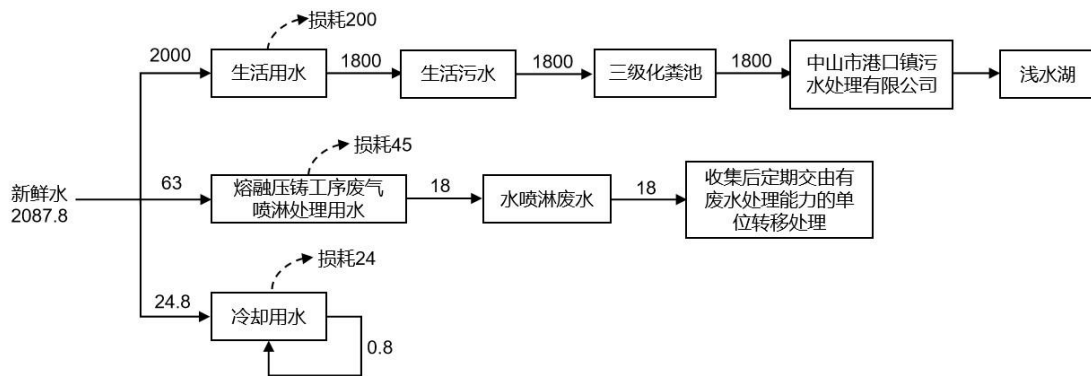 损耗200
2000
生活用水
1800
生活污水
1800
三级化粪池
1800
中山市港口镇污
水处理有限公司
浅水湖
损耗45
新鲜水
2087.8
63
熔融压铸工序废气
喷淋处理用水
18
水喷淋废水
18
收集后定期交由有
废水处理能力的单
位转移处理
损耗24
24.8
冷却用水
0.8